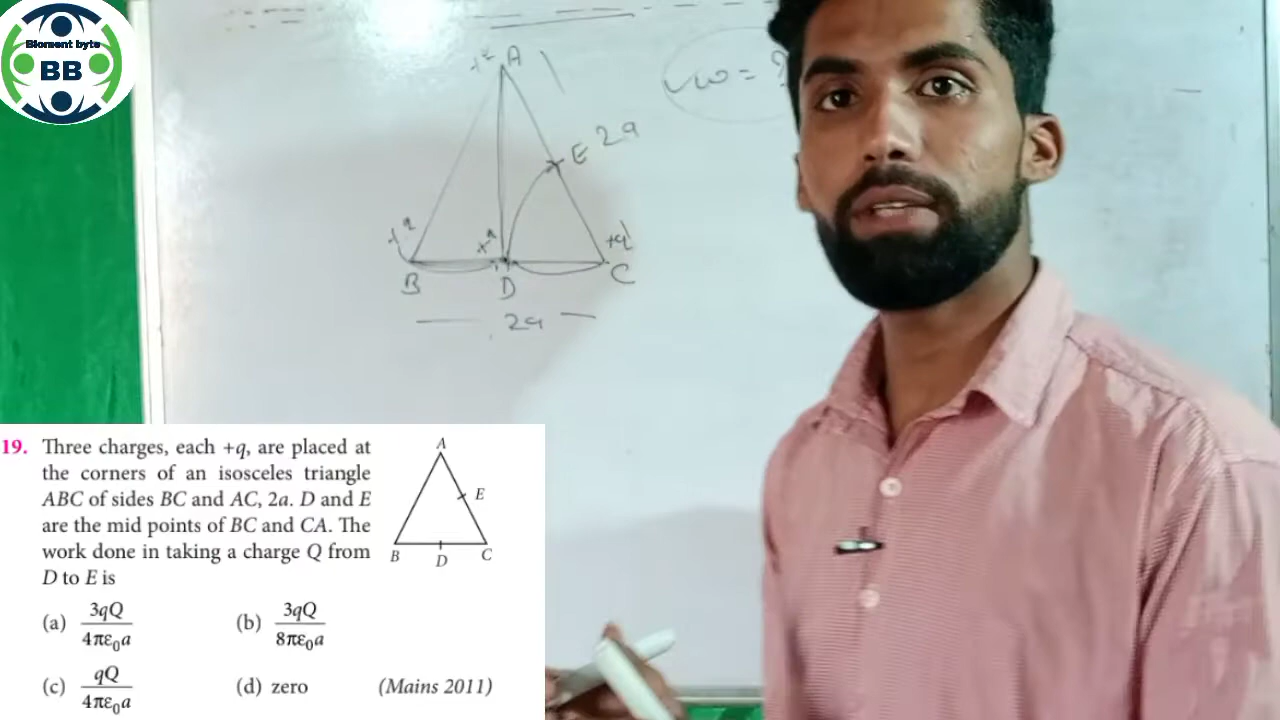 Bioment byte
BB
+q A
w = ?
E 2a
+q +q +q
B D C
2a
19. Three charges, each +q, are placed at
the corners of an isosceles triangle
ABC of sides BC and AC, 2a. D and E
are the mid points of BC and CA. The
work done in taking a charge Q from
D to E is
A
E
B D C
(a) 3qQ / 4πε₀a (b) 3qQ / 8πε₀a
(c) qQ / 4πε₀a (d) zero (Mains 2011)